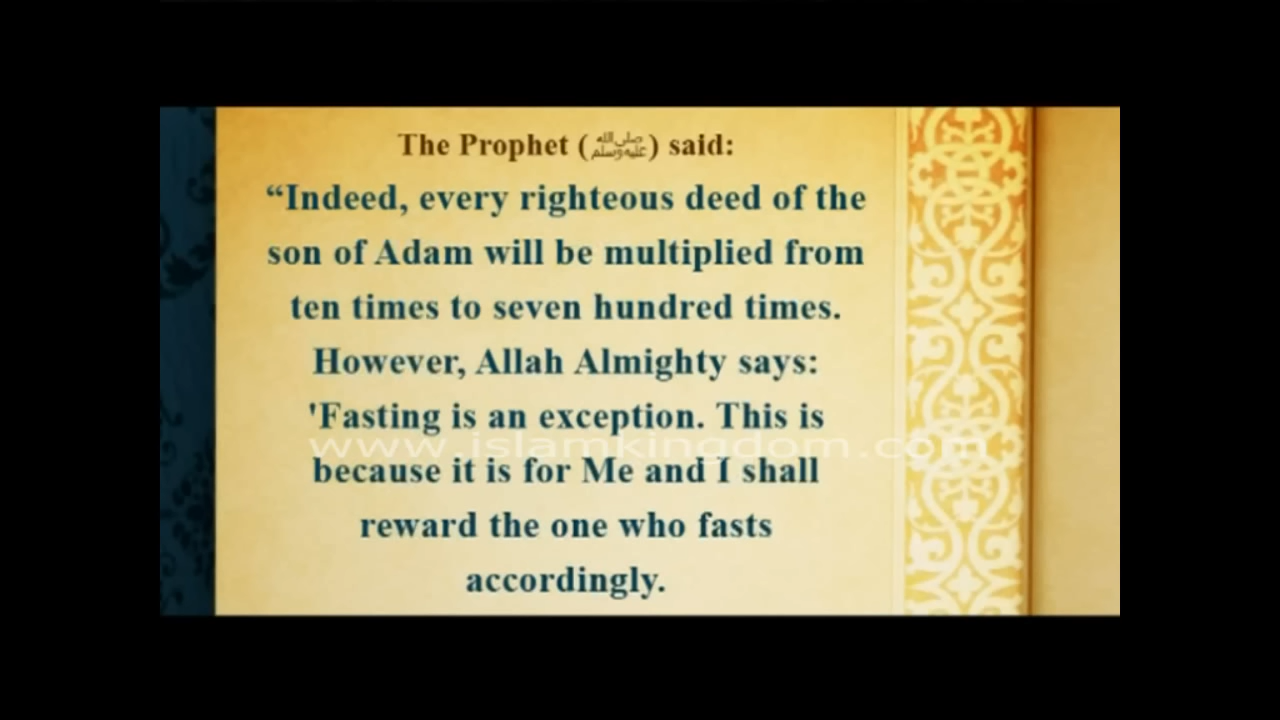 The Prophet (ﷺ) said:
“Indeed, every righteous deed of the
son of Adam will be multiplied from
ten times to seven hundred times.
However, Allah Almighty says:
'Fasting is an exception. This is
www.islamkingdom.com
because it is for Me and I shall
reward the one who fasts
accordingly.